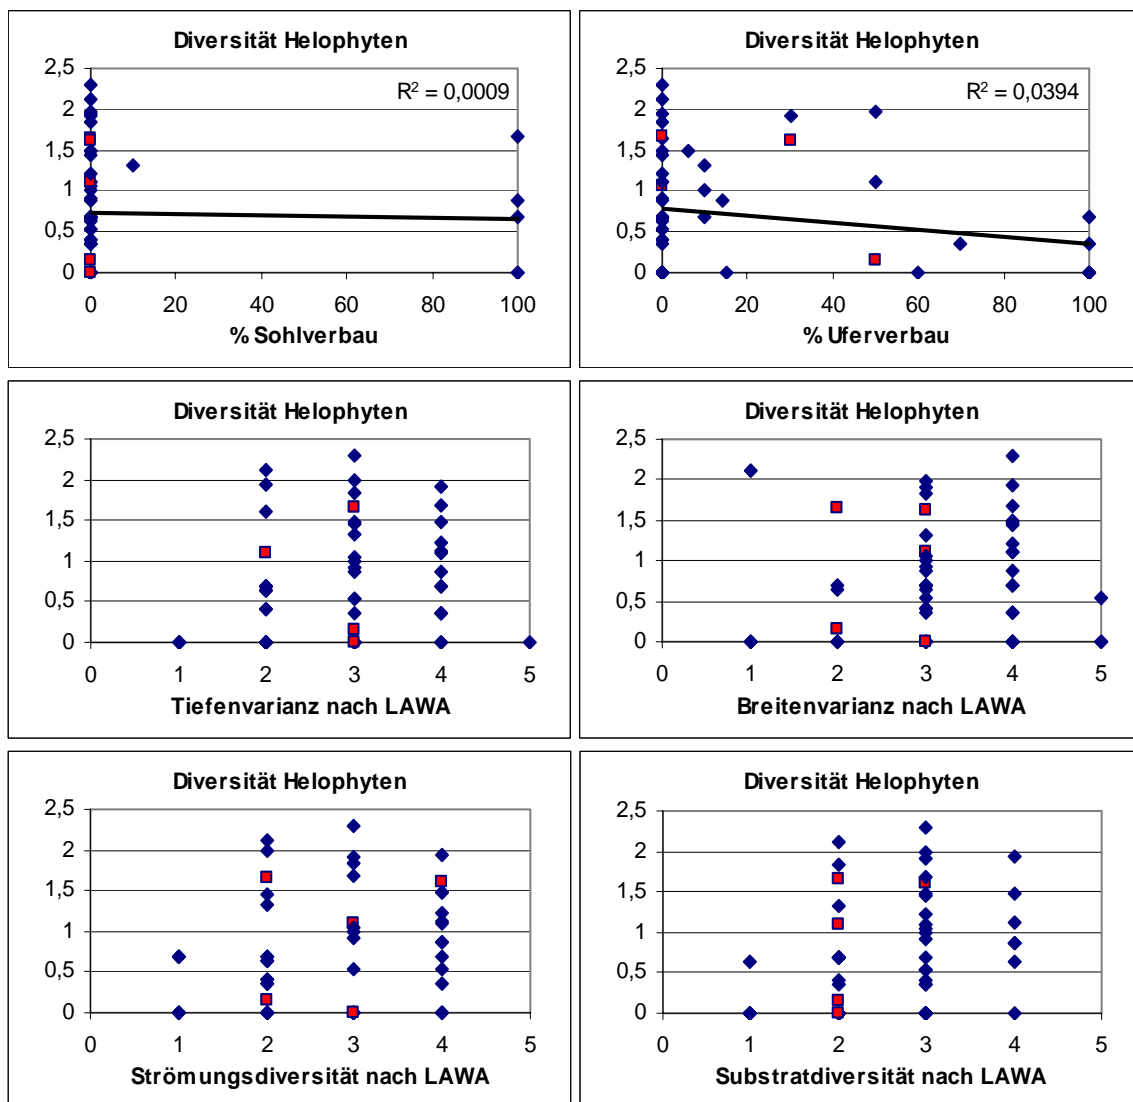 Diversität Helophyten
2,5
2
1,5
1
0,5
0
R² = 0,0009
0 20 40 60 80 100
% Sohlverbau
Diversität Helophyten
2,5
2
1,5
1
0,5
0
R² = 0,0394
0 20 40 60 80 100
% Uferverbau
Diversität Helophyten
2,5
2
1,5
1
0,5
0
0 1 2 3 4 5
Tiefenvarianz nach LAWA
Diversität Helophyten
2,5
2
1,5
1
0,5
0
0 1 2 3 4 5
Breitenvarianz nach LAWA
Diversität Helophyten
2,5
2
1,5
1
0,5
0
0 1 2 3 4 5
Strömungsdiversität nach LAWA
Diversität Helophyten
2,5
2
1,5
1
0,5
0
0 1 2 3 4 5
Substratdiversität nach LAWA